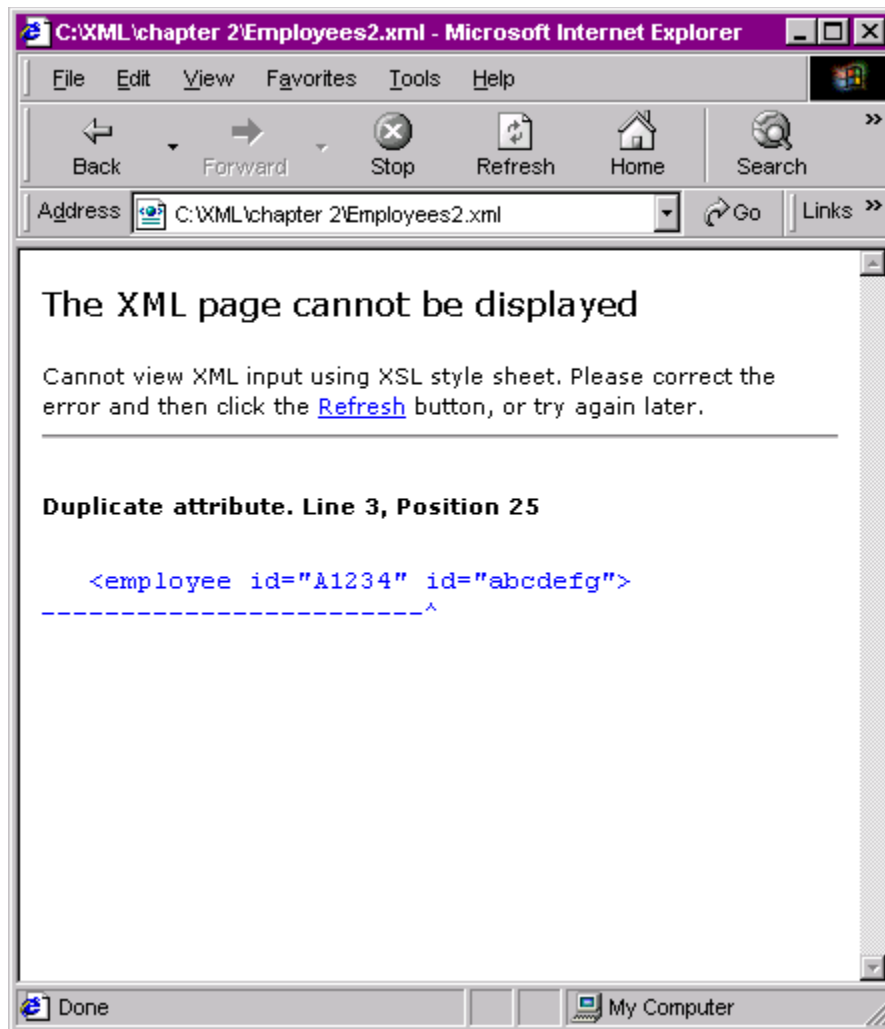 C:\XML\chapter 2\Employees2.xml - Microsoft Internet Explorer
File Edit View Favorites Tools Help
Back Forward Stop Refresh Home Search »
Address C:\XML\chapter 2\Employees2.xml Go Links »
The XML page cannot be displayed
Cannot view XML input using XSL style sheet. Please correct the
error and then click the Refresh button, or try again later.
Duplicate attribute. Line 3, Position 25
<employee id="A1234" id="abcdefg">
------------------------^
Done My Computer